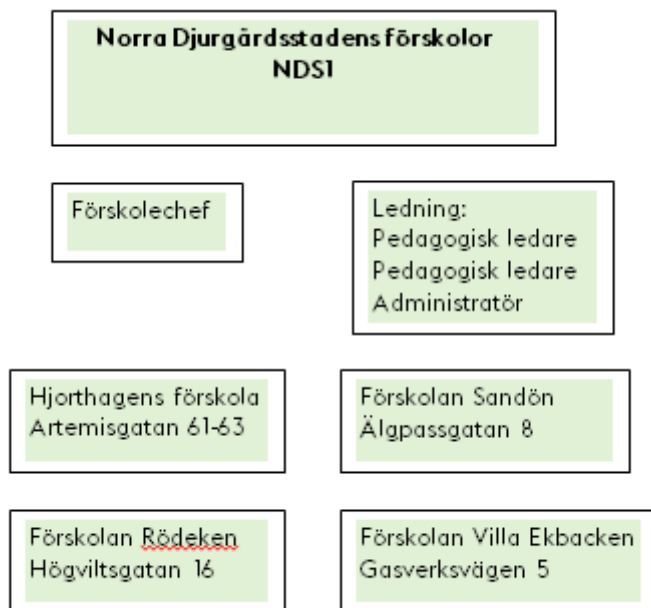 Norra Djurgårdsstadens förskolor
NDS1
Förskolechef
Ledning:
Pedagogisk ledare
Pedagogisk ledare
Administratör
Hjorthagens förskola
Artemisgatan 61-63
Förskolan Sandön
Älgpassgatan 8
Förskolan Rödeken
Högviltsgatan 16
Förskolan Villa Ekbacken
Gasverksvägen 5